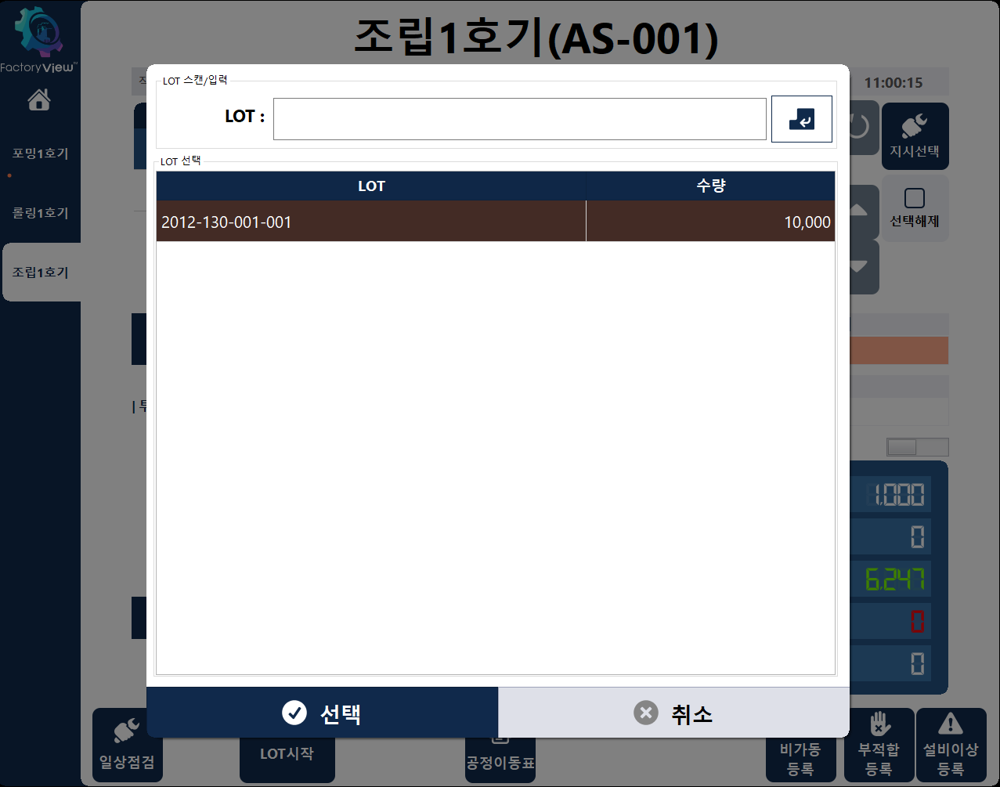 조립1호기(AS-001)
FactoryView™
11:00:15
포밍1호기
롤링1호기
조립1호기
지시선택
선택해제
LOT 스캔/입력
LOT :
LOT 선택
LOT 수량
2012-130-001-001 10,000
1,000
0
6,247
0
0
선택 취소
일상점검
LOT시작
공정이동표
비가동
등록
부적합
등록
설비이상
등록